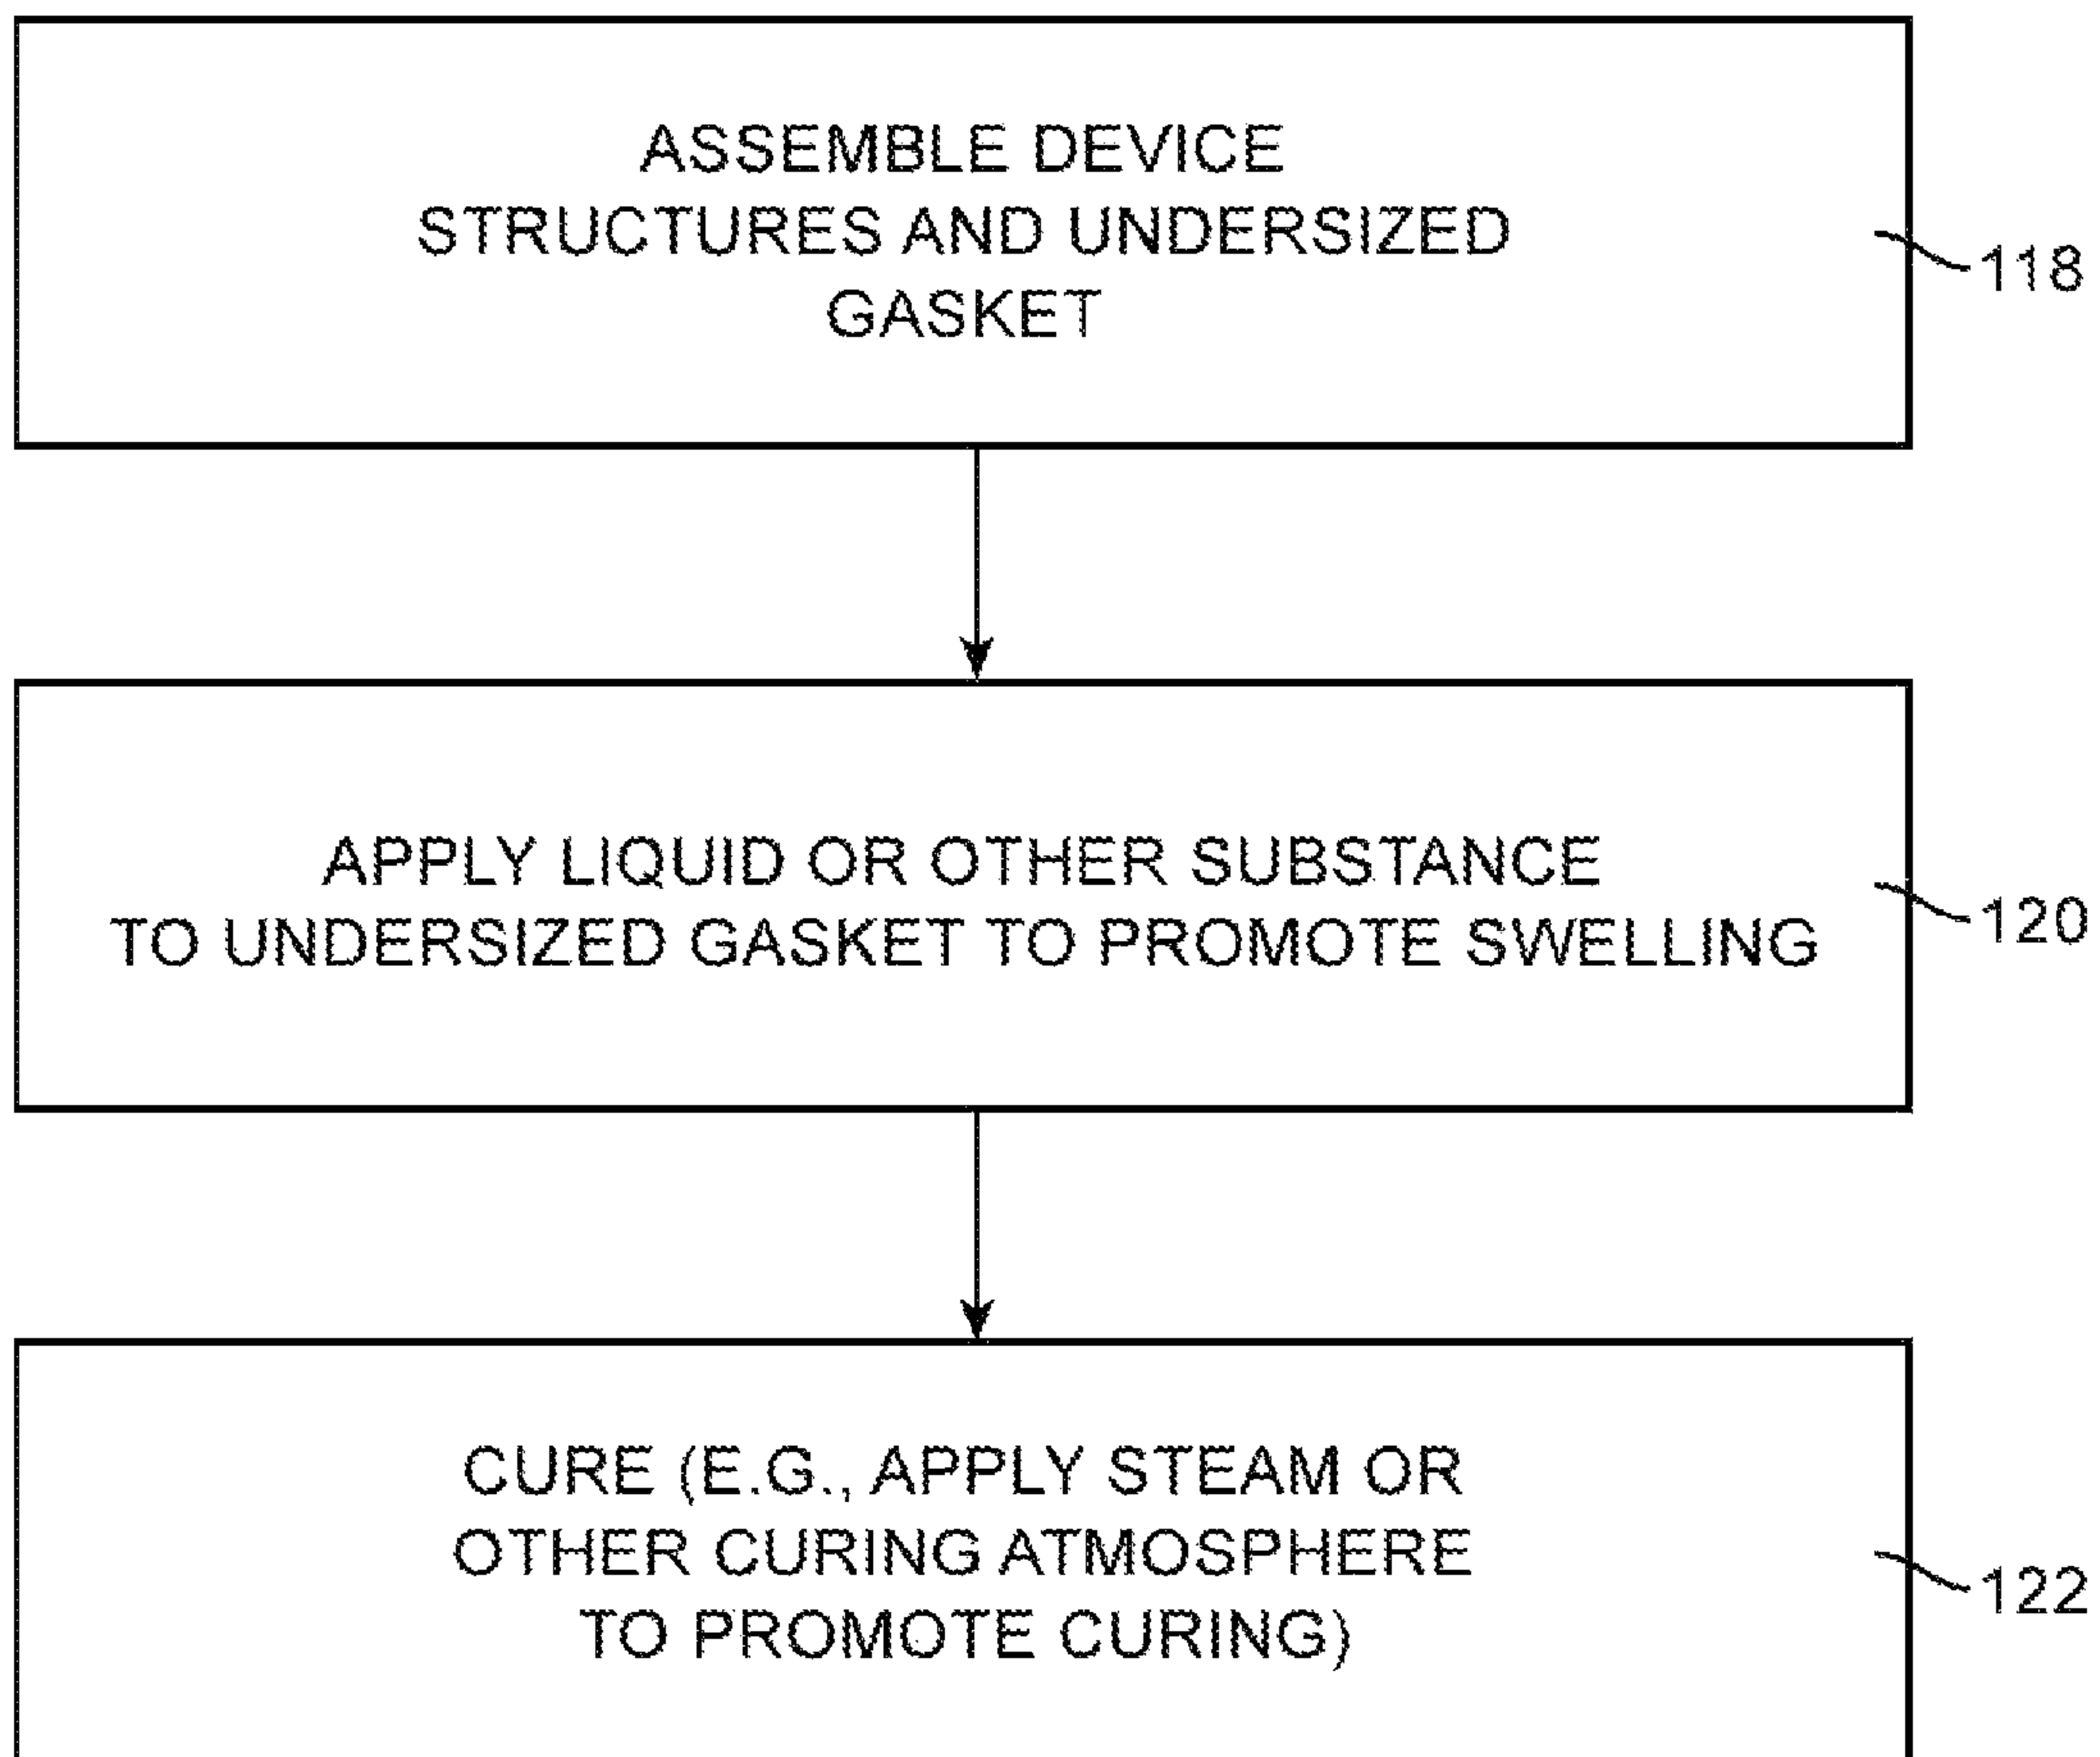 ASSEMBLE DEVICE
STRUCTURES AND UNDERSIZED
GASKET
118
APPLY LIQUID OR OTHER SUBSTANCE
TO UNDERSIZED GASKET TO PROMOTE SWELLING
120
CURE (E.G., APPLY STEAM OR
OTHER CURING ATMOSPHERE
TO PROMOTE CURING)
122